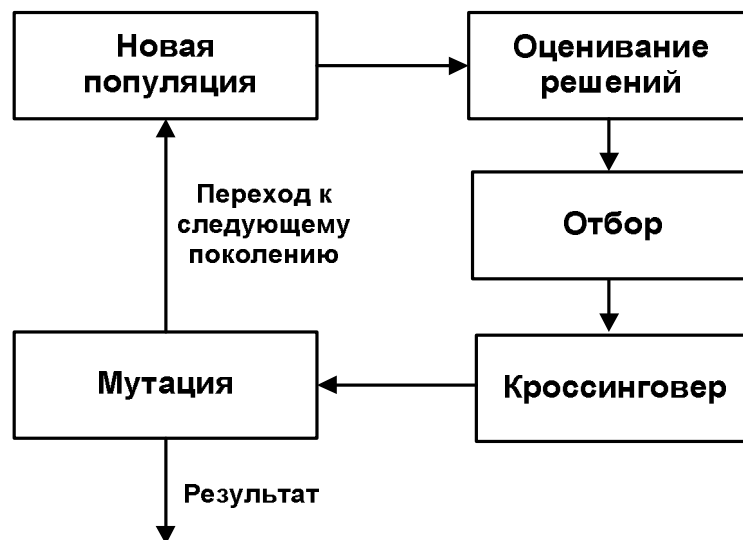 Новая
популяция
Оценивание
решений
Переход к
следующему
поколению
Отбор
Мутация
Кроссинговер
Результат